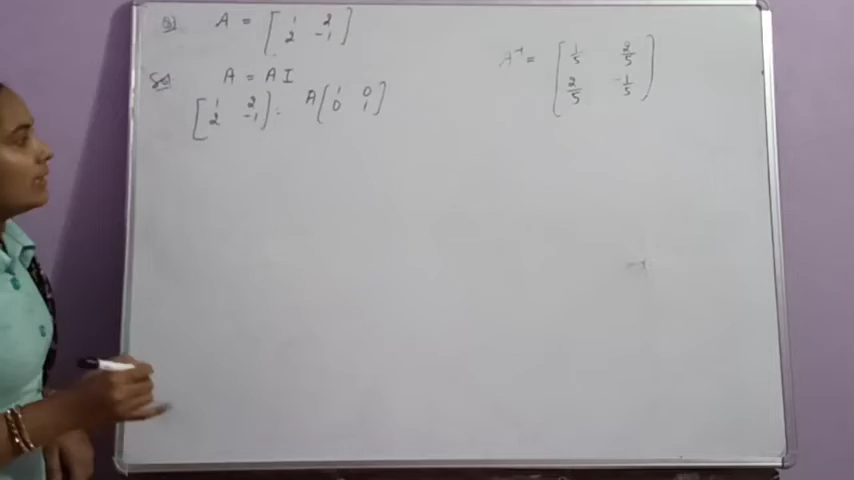 Q) A = [ 1 2
2 -1 ]
Sol A = AI
[ 1 2
2 -1 ] = A [ 1 0
0 1 ]
A⁻¹ = [ 1/5 2/5
2/5 -1/5 ]